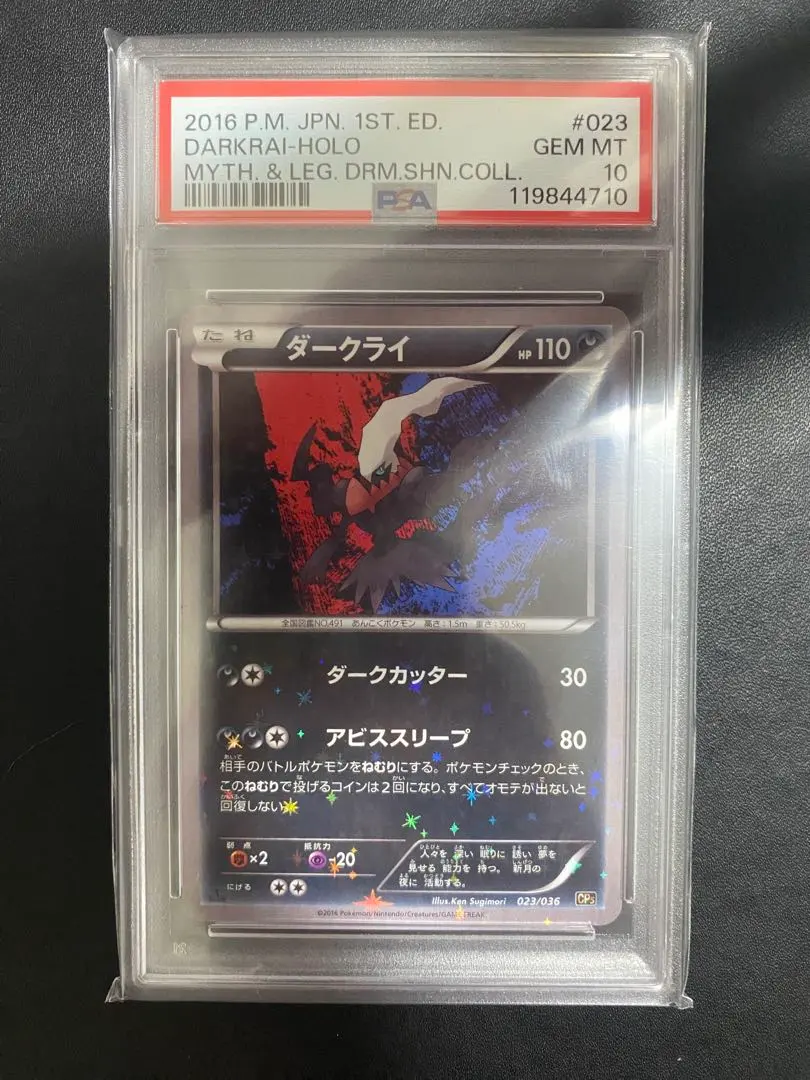 2016 P.M. JPN. 1ST. ED. #023
DARKRAI-HOLO GEM MT
MYTH. & LEG. DRM.SHN.COLL. 10
PSA 119844710
たね ダークライ HP 110
全国図鑑NO.491 あんこくポケモン 高さ:1.5m 重さ:50.5kg
ダークカッター 30
アビススリープ 80
相手のバトルポケモンをねむりにする。ポケモンチェックのとき、
このねむりで投げるコインは2回になり、すべてオモテが出ないと
回復しない。
弱点 抵抗力
×2 -20
にげる
人々を 深い 眠りに 誘い 夢を
見せる 能力を 持つ。 新月の
夜に 活動する。
Illus.Ken Sugimori 023/036 CP5
©2016 Pokémon/Nintendo/Creatures/GAME FREAK